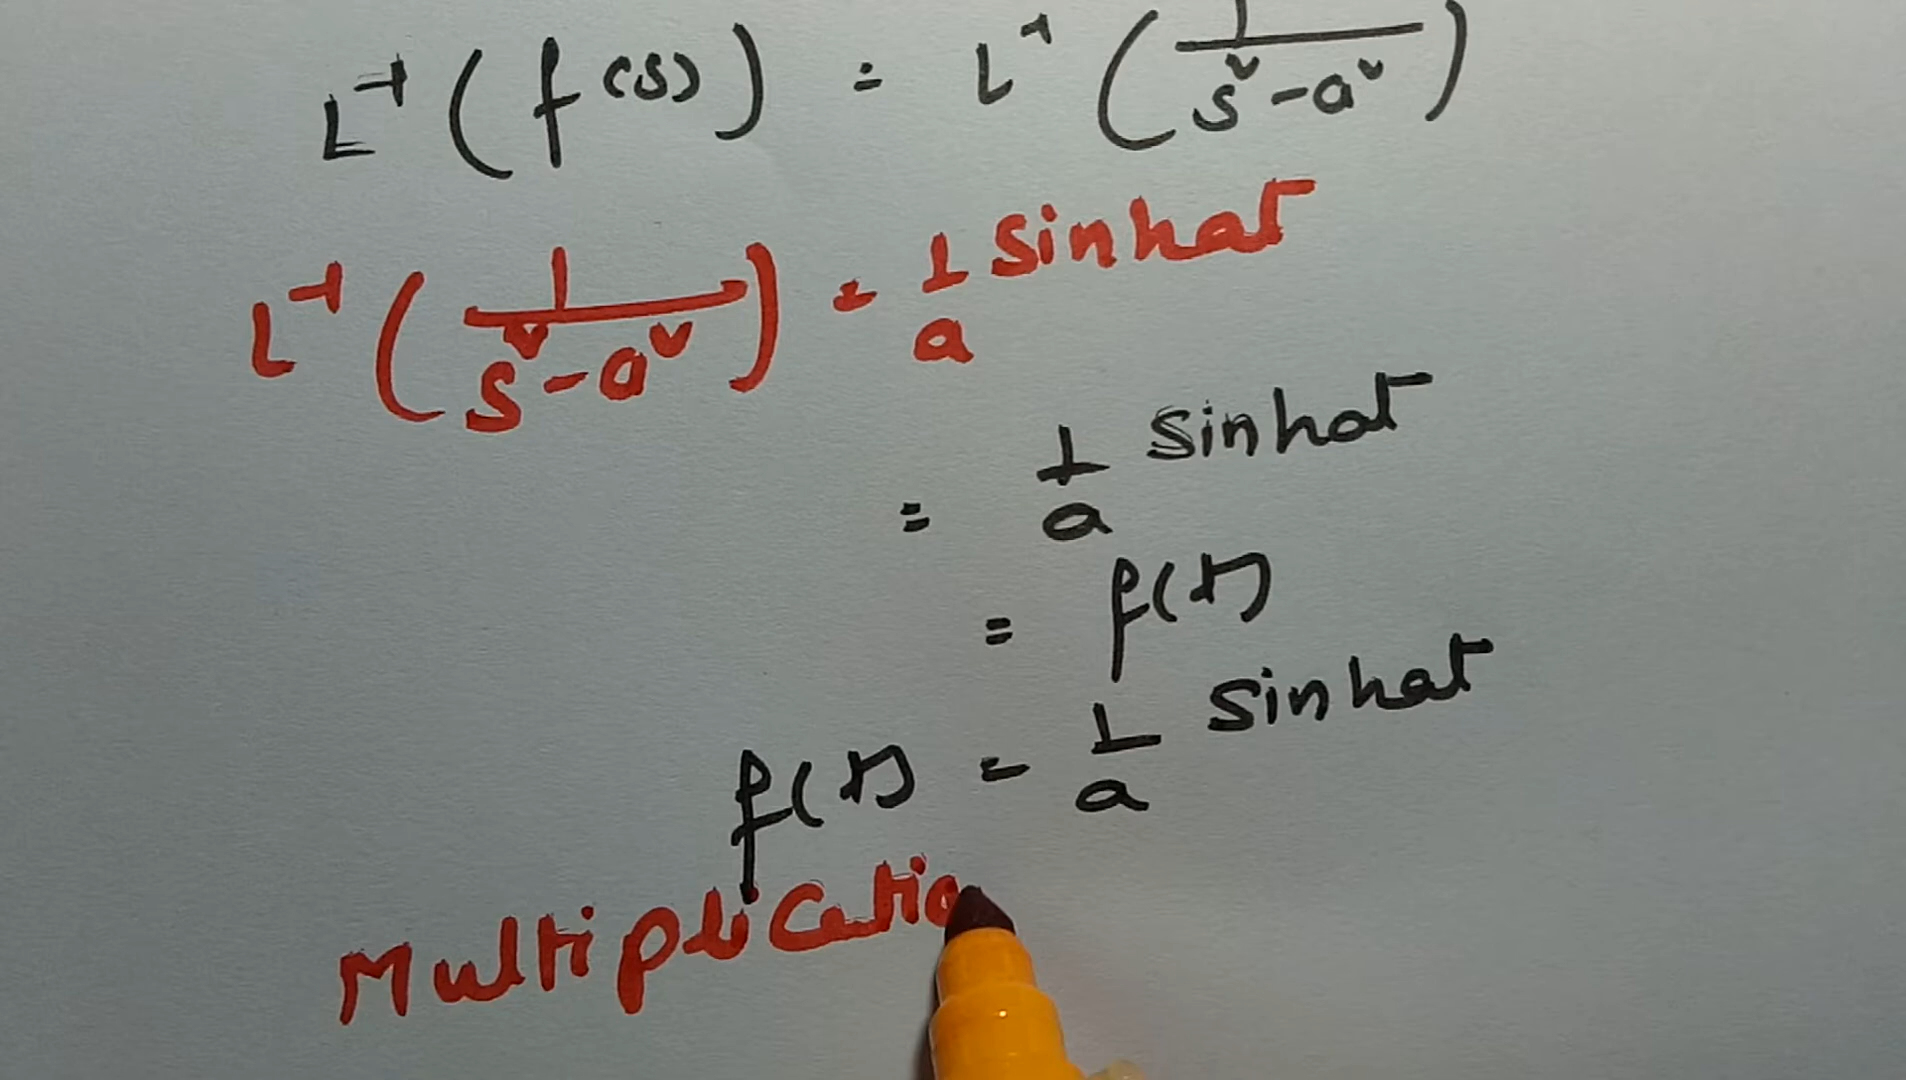 L⁻¹ (f(s)) = L⁻¹ (1/(s² - a²))
L⁻¹ (1/(s² - a²)) = 1/a sinhat
= 1/a sinhat
= f(t)
f(t) = 1/a sinhat
Multiplicatio